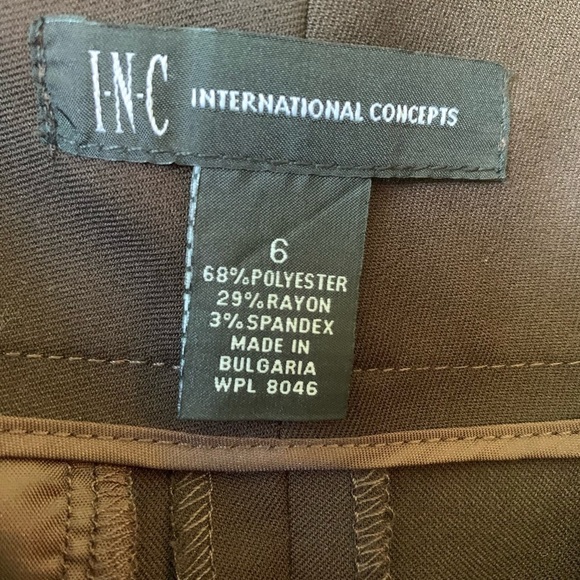 I·N·C INTERNATIONAL CONCEPTS
6
68%POLYESTER
29%RAYON
3%SPANDEX
MADE IN
BULGARIA
WPL 8046